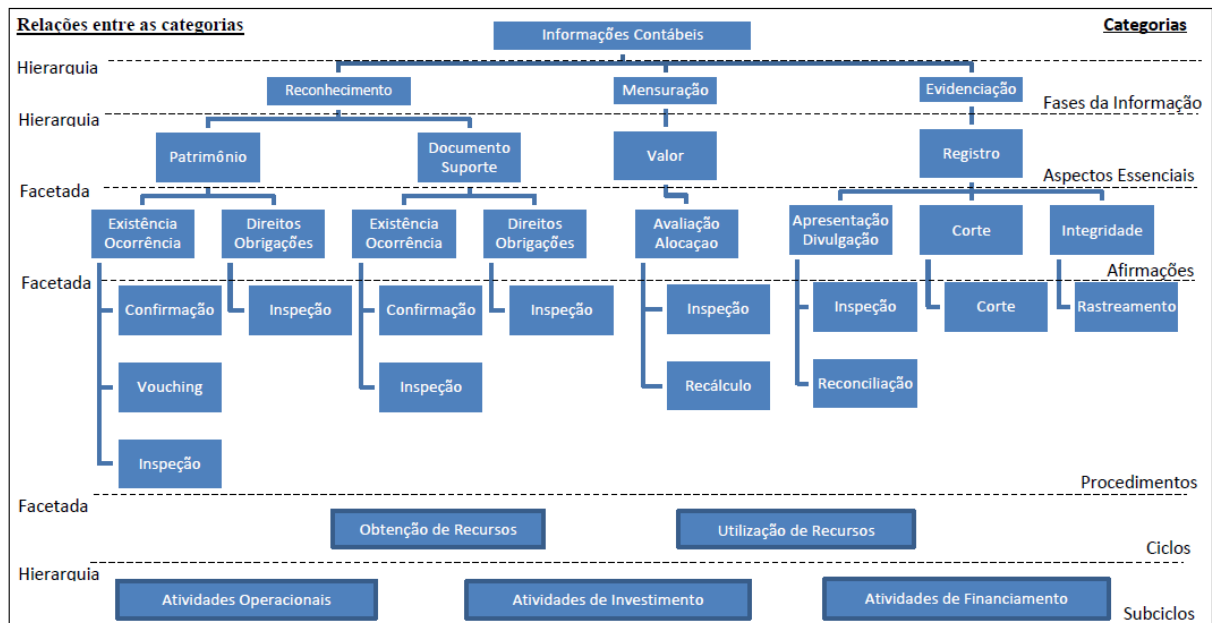 Relações entre as categorias
Categorias
Informações Contábeis
Hierarquia
Reconhecimento
Mensuração
Evidenciação
Fases da Informação
Hierarquia
Patrimônio
Documento
Suporte
Valor
Registro
Aspectos Essenciais
Facetada
Existência
Ocorrência
Direitos
Obrigações
Existência
Ocorrência
Direitos
Obrigações
Avaliação
Alocaçao
Apresentação
Divulgação
Corte
Integridade
Afirmações
Facetada
Confirmação
Inspeção
Confirmação
Inspeção
Inspeção
Inspeção
Corte
Rastreamento
Vouching
Inspeção
Recálculo
Reconciliação
Inspeção
Procedimentos
Facetada
Obtenção de Recursos
Utilização de Recursos
Ciclos
Hierarquia
Atividades Operacionais
Atividades de Investimento
Atividades de Financiamento
Subciclos